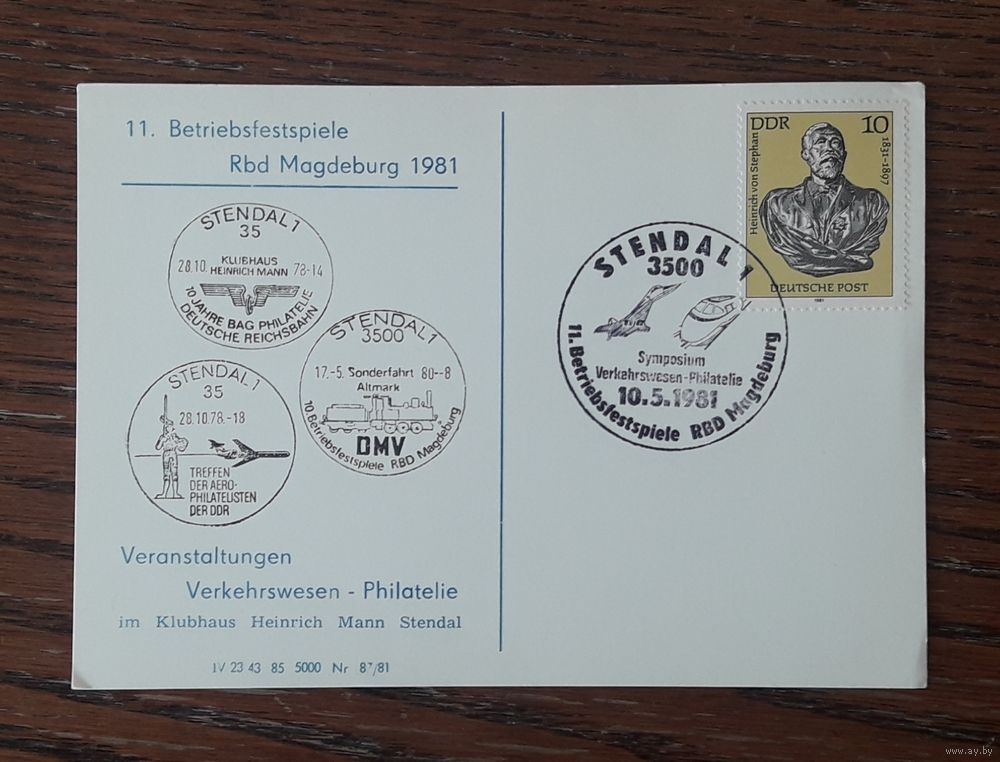 11. Betriebsfestspiele
Rbd Magdeburg 1981
STENDAL 1
35
KLUBHAUS
28.10. HEINRICH MANN 78-14
10 JAHRE BAG PHILATELIE
DEUTSCHE REICHSBAHN
STENDAL 1
3500
17.-5. Sonderfahrt 80--8
Altmark
DMV
10. Betriebsfestspiele RBD Magdeburg
STENDAL 1
35
28.10.78.-18
TREFFEN
DER AERO-
PHILATELISTEN
DER DDR
Veranstaltungen
Verkehrswesen - Philatelie
im Klubhaus Heinrich Mann Stendal
IV 23 43 85 5000 Nr 87/81
STENDAL 1
3500
Symposium
Verkehrswesen-Philatelie
10.5.1981
11. Betriebsfestspiele RBD Magdeburg
DDR 10
Heinrich von Stephan
1831-1897
DEUTSCHE POST
1981
www.ay.by